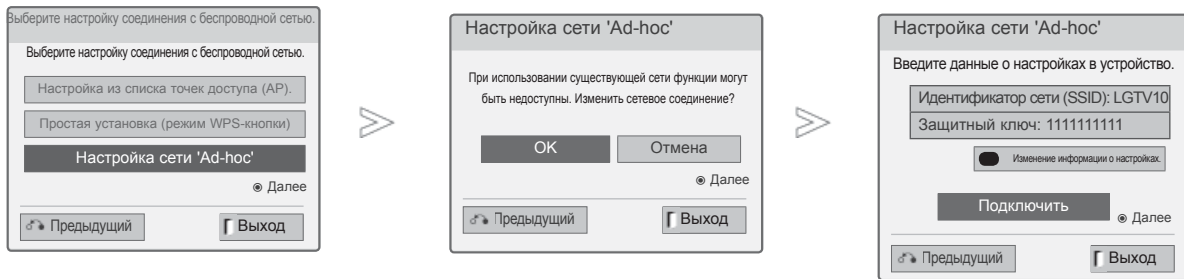 Выберите настройку соединения с беспроводной сетью.
Выберите настройку соединения с беспроводной сетью.
Настройка из списка точек доступа (AP).
Простая установка (режим WPS-кнопки)
Настройка сети 'Ad-hoc'
Далее
Предыдущий
Выход
Настройка сети 'Ad-hoc'
При использовании существующей сети функции могут
быть недоступны. Изменить сетевое соединение?
OK
Отмена
Далее
Предыдущий
Выход
Настройка сети 'Ad-hoc'
Введите данные о настройках в устройство.
Идентификатор сети (SSID): LGTV10
Защитный ключ: 1111111111
Изменение информации о настройках.
Подключить
Далее
Предыдущий
Выход